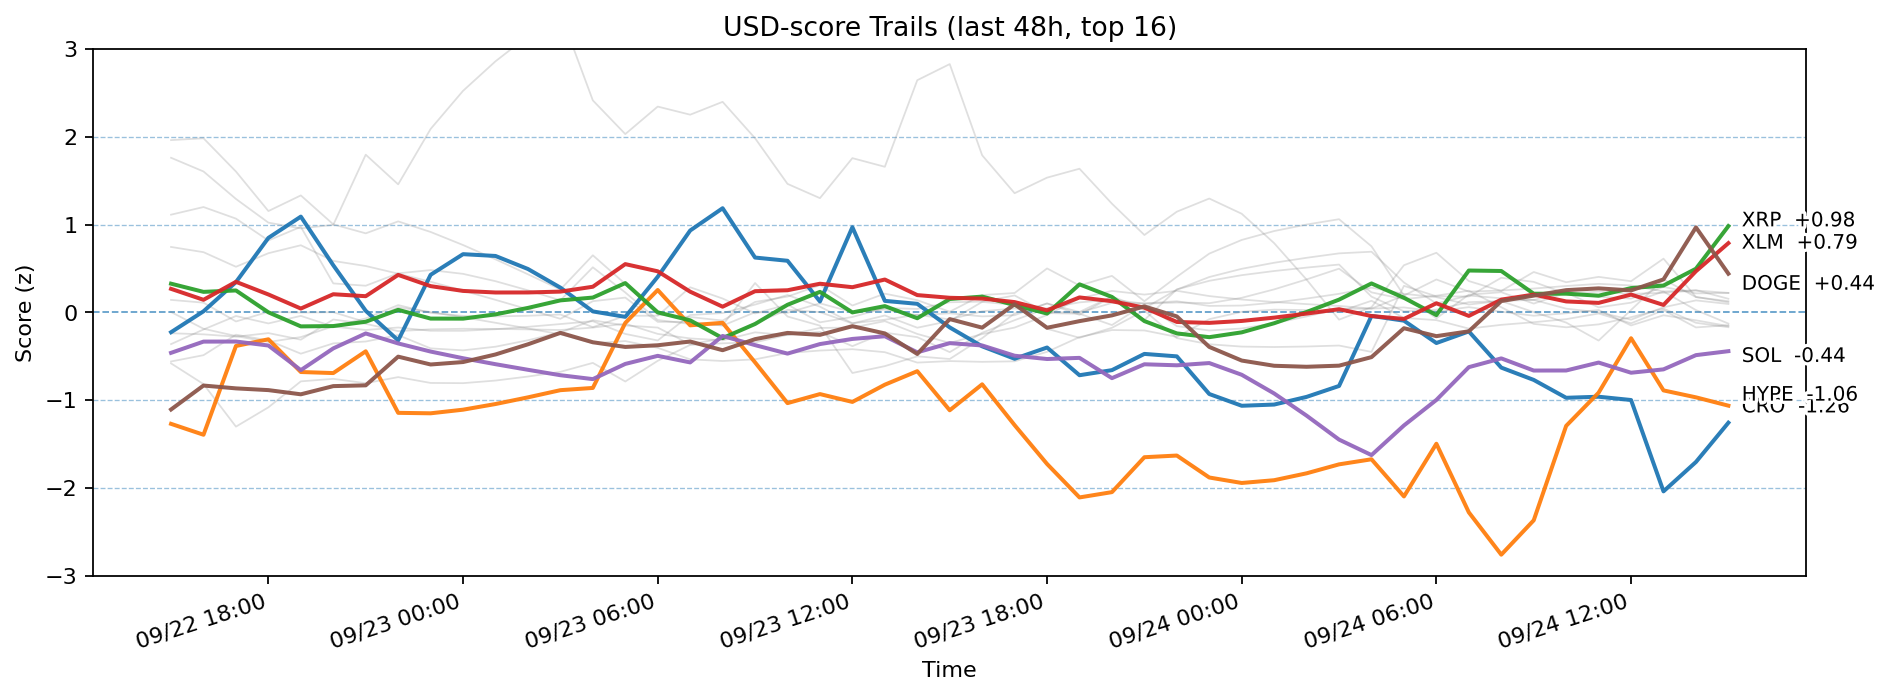 USD-score Trails (last 48h, top 16)
Score (z)
3
2
1
0
−1
−2
−3
XRP +0.98
XLM +0.79
DOGE +0.44
SOL -0.44
HYPE -1.06
CRO -1.26
09/22 18:00
09/23 00:00
09/23 06:00
09/23 12:00
09/23 18:00
09/24 00:00
09/24 06:00
09/24 12:00
Time